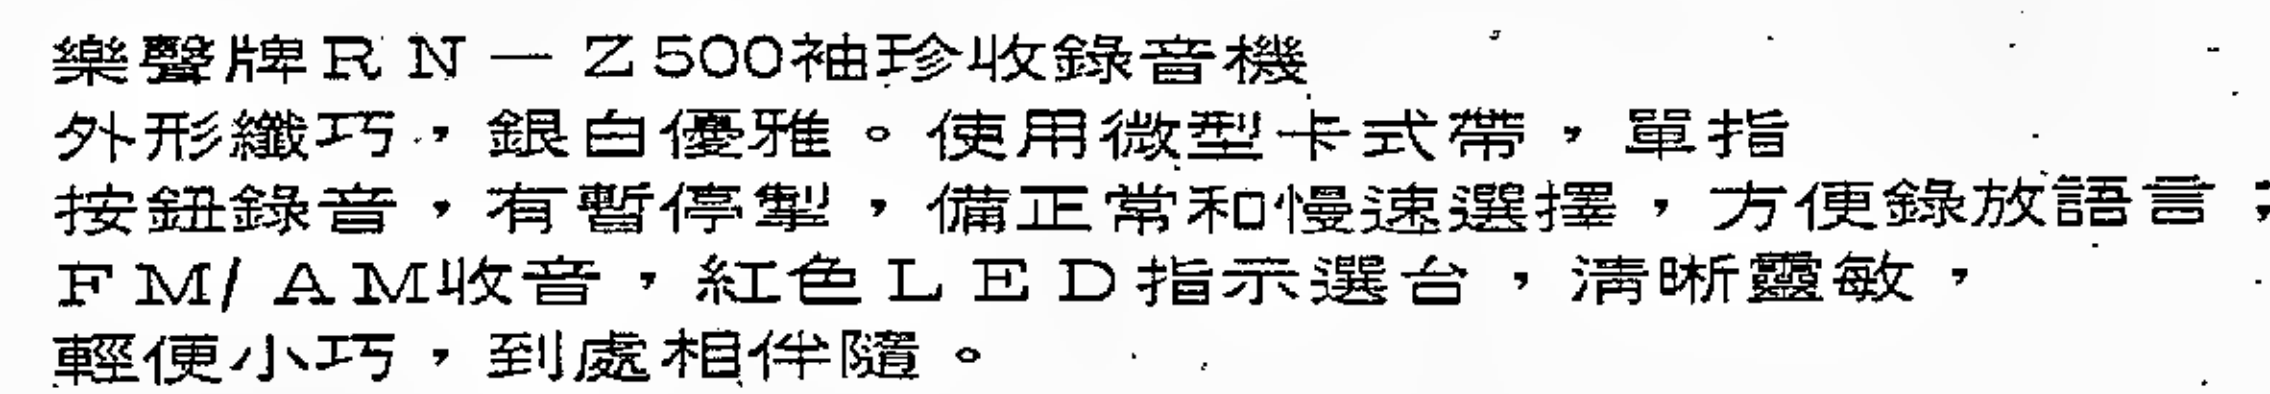 樂聲牌RN－Z500袖珍收錄音機
外形纖巧，銀白優雅。使用微型卡式帶，單指
按鈕錄音，有暫停掣，備正常和慢速選擇，方便錄放語言；
FM/AM收音，紅色LED指示選台，清晰靈敏，
輕便小巧，到處相伴隨。